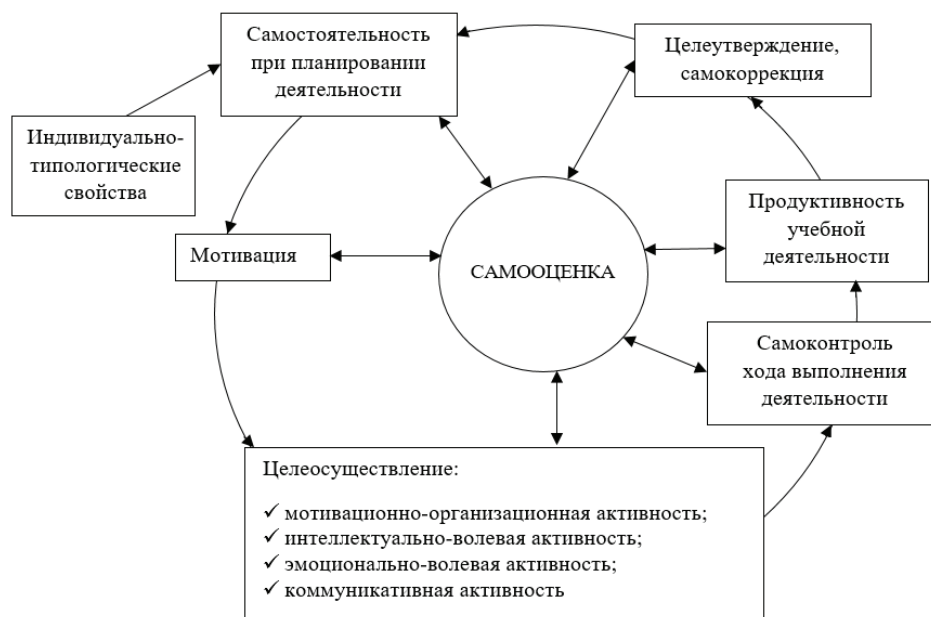 Самостоятельность
при планировании
деятельности
Целеутверждение,
самокоррекция
Индивидуально-
типологические
свойства
Продуктивность
учебной
деятельности
Мотивация
САМООЦЕНКА
Самоконтроль
хода выполнения
деятельности
Целеосуществление:
✓ мотивационно-организационная активность;
✓ интеллектуально-волевая активность;
✓ эмоционально-волевая активность;
✓ коммуникативная активность